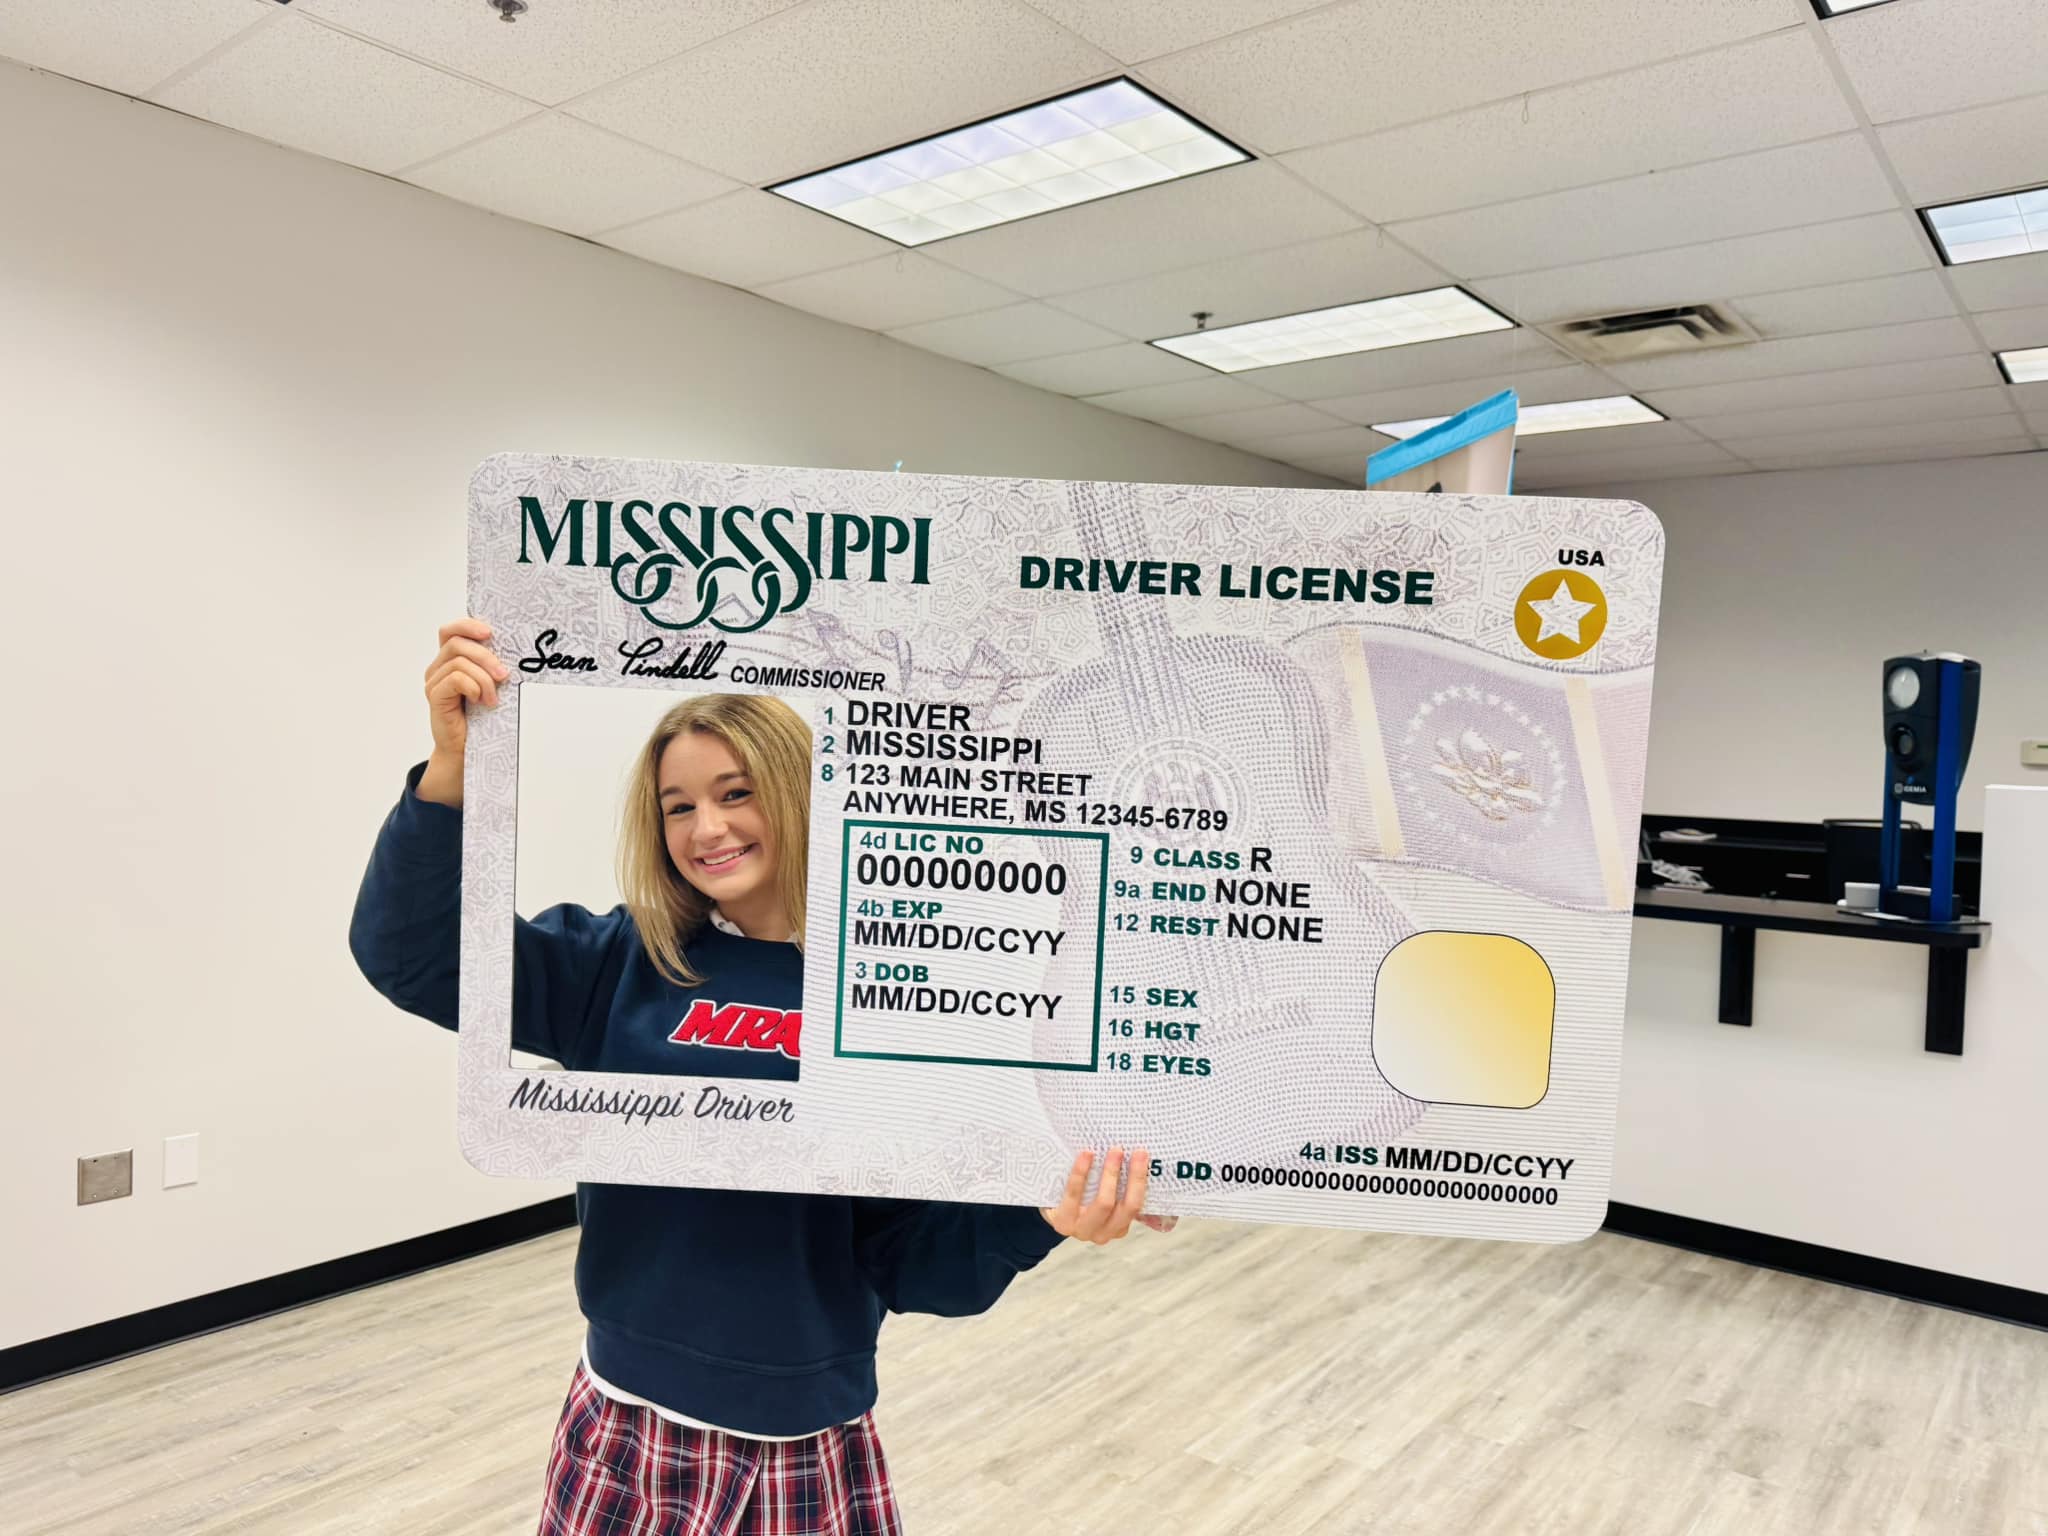 MISSISSIPPI
DRIVER LICENSE
USA
Sean Tindell COMMISSIONER
1 DRIVER
2 MISSISSIPPI
8 123 MAIN STREET
ANYWHERE, MS 12345-6789
4d LIC NO
000000000
4b EXP
MM/DD/CCYY
3 DOB
MM/DD/CCYY
9 CLASS R
9a END NONE
12 REST NONE
15 SEX
16 HGT
18 EYES
MRA
Mississippi Driver
4a ISS MM/DD/CCYY
5 DD 0000000000000000000000000
GEMIA